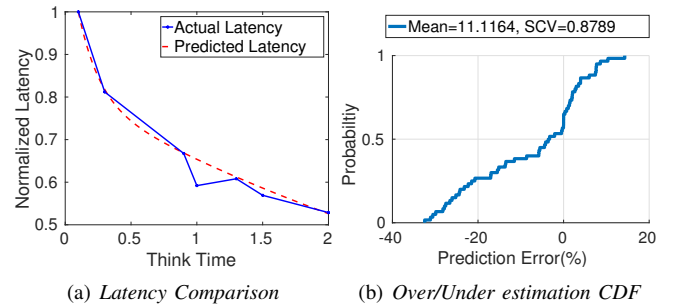 Actual Latency
Predicted Latency
Normalized Latency
1
0.9
0.8
0.7
0.6
0.5
0 0.5 1 1.5 2
Think Time
(a) Latency Comparison
Mean=11.1164, SCV=0.8789
Probabiltiy
1
0.5
0
-40 -20 0 20
Prediction Error(%)
(b) Over/Under estimation CDF